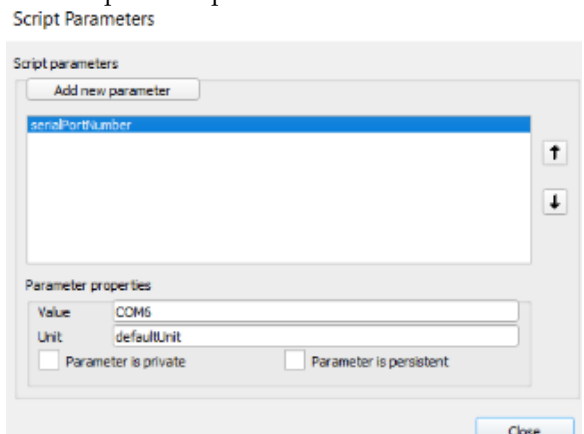 Script Parameters
Script parameters
Add new parameter
serialPortNumber
Parameter properties
Value COM6
Unit defaultUnit
Parameter is private Parameter is persistent
Close